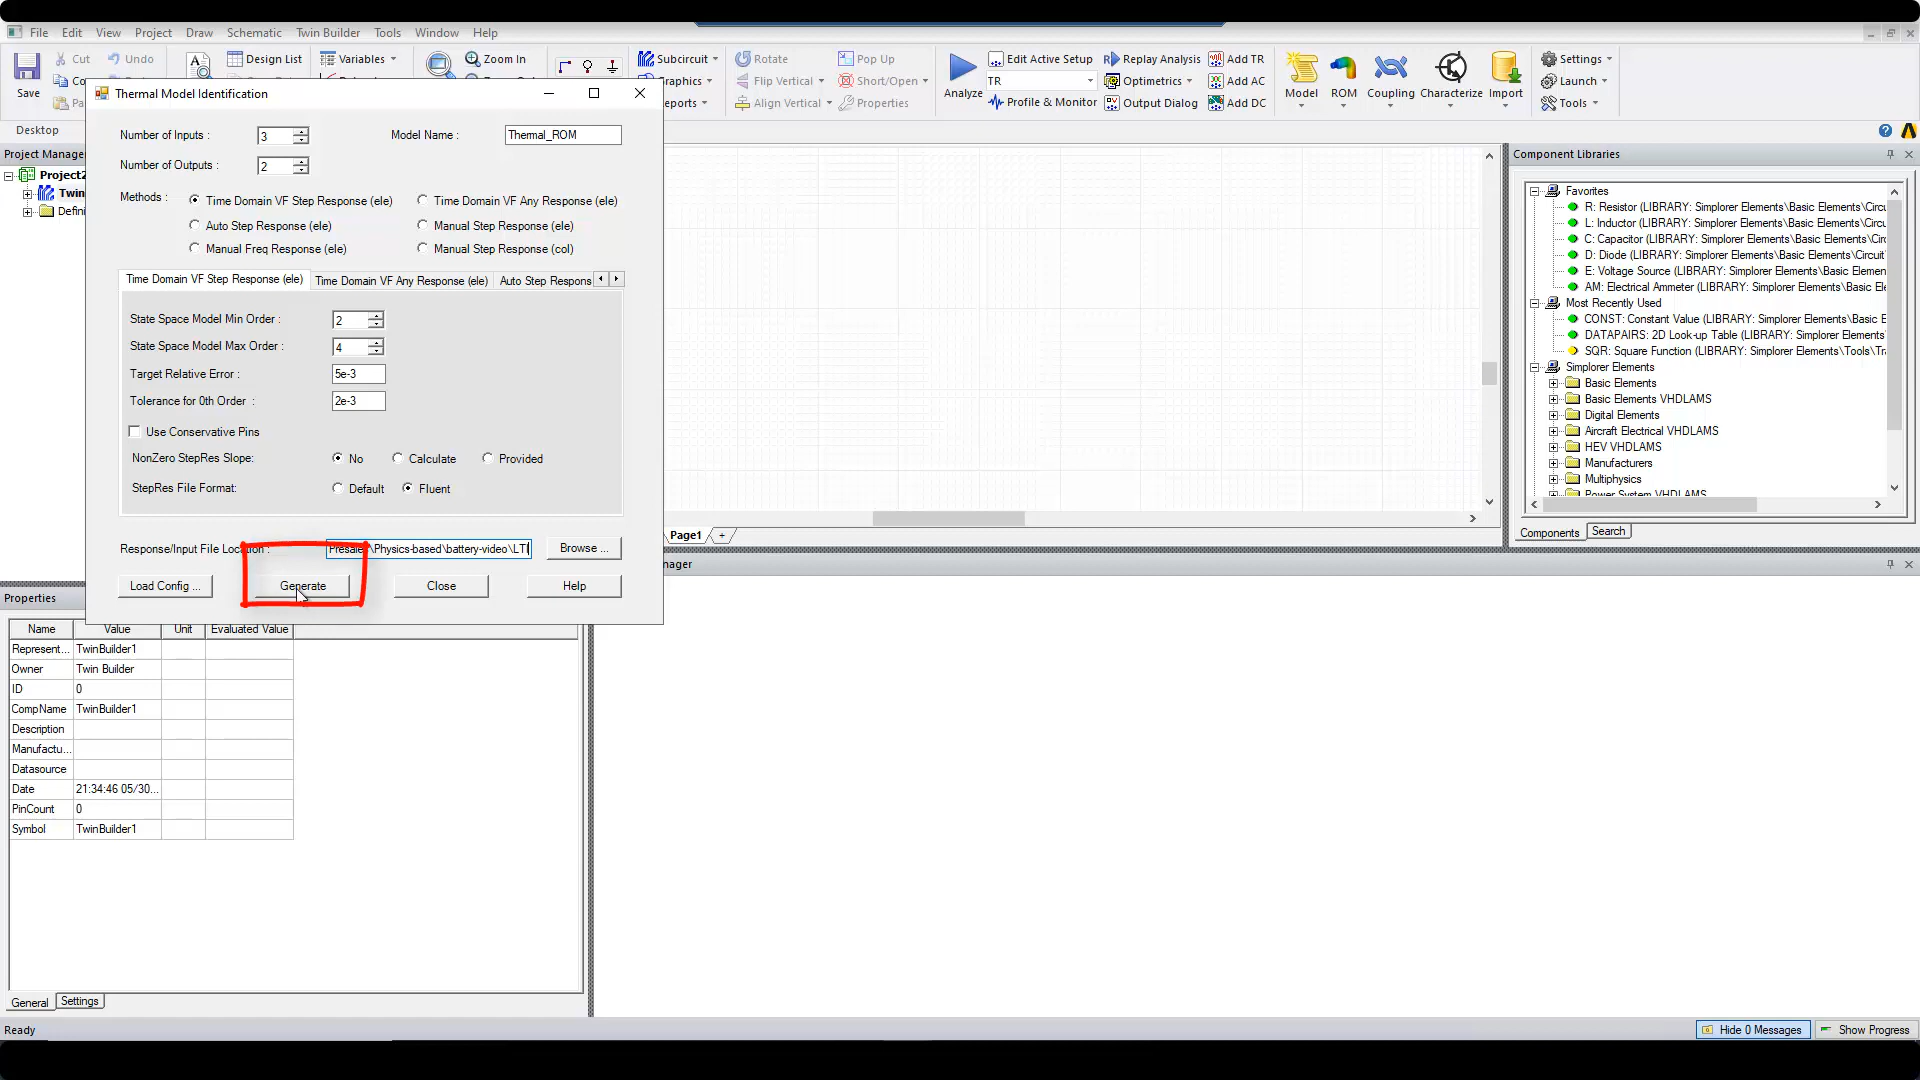 File Edit View Project Draw Schematic Twin Builder Tools Window Help
Cut Undo Design List Variables Zoom In Subcircuit Rotate Pop Up Edit Active Setup Replay Analysis Add TR Settings
Save Flip Vertical Short/Open Analyze TR Optimetrics Add AC Model ROM Coupling Characterize Import Launch
Align Vertical Properties Profile & Monitor Output Dialog Add DC Tools
Desktop
Project Manager
Project2
Twin
Defini
Thermal Model Identification
Number of Inputs : 3 Model Name : Thermal_ROM
Number of Outputs : 2
Methods : Time Domain VF Step Response (ele) Time Domain VF Any Response (ele)
Auto Step Response (ele) Manual Step Response (ele)
Manual Freq Response (ele) Manual Step Response (col)
Time Domain VF Step Response (ele) Time Domain VF Any Response (ele) Auto Step Respons
State Space Model Min Order : 2
State Space Model Max Order : 4
Target Relative Error : 5e-3
Tolerance for 0th Order : 2e-3
Use Conservative Pins
NonZero StepRes Slope: No Calculate Provided
StepRes File Format: Default Fluent
Response/Input File Location : \Physics-based\battery-video\LTI Browse ...
Load Config ... Generate Close Help
Page1 +
Component Libraries
Favorites
R: Resistor (LIBRARY: Simplorer Elements\Basic Elements\Circu
L: Inductor (LIBRARY: Simplorer Elements\Basic Elements\Circu
C: Capacitor (LIBRARY: Simplorer Elements\Basic Elements\Circ
D: Diode (LIBRARY: Simplorer Elements\Basic Elements\Circuit
E: Voltage Source (LIBRARY: Simplorer Elements\Basic Elemen
AM: Electrical Ammeter (LIBRARY: Simplorer Elements\Basic Ele
Most Recently Used
CONST: Constant Value (LIBRARY: Simplorer Elements\Basic E
DATAPAIRS: 2D Look-up Table (LIBRARY: Simplorer Elements
SQR: Square Function (LIBRARY: Simplorer Elements\Tools\Tra
Simplorer Elements
Basic Elements
Basic Elements VHDLAMS
Digital Elements
Aircraft Electrical VHDLAMS
HEV VHDLAMS
Manufacturers
Multiphysics
Power System VHDLAMS
Components Search
Properties
Name Value Unit Evaluated Value
Represent... TwinBuilder1
Owner Twin Builder
ID 0
CompName TwinBuilder1
Description
Manufactu...
Datasource
Date 21:34:46 05/30...
PinCount 0
Symbol TwinBuilder1
General Settings
Ready Hide 0 Messages Show Progress